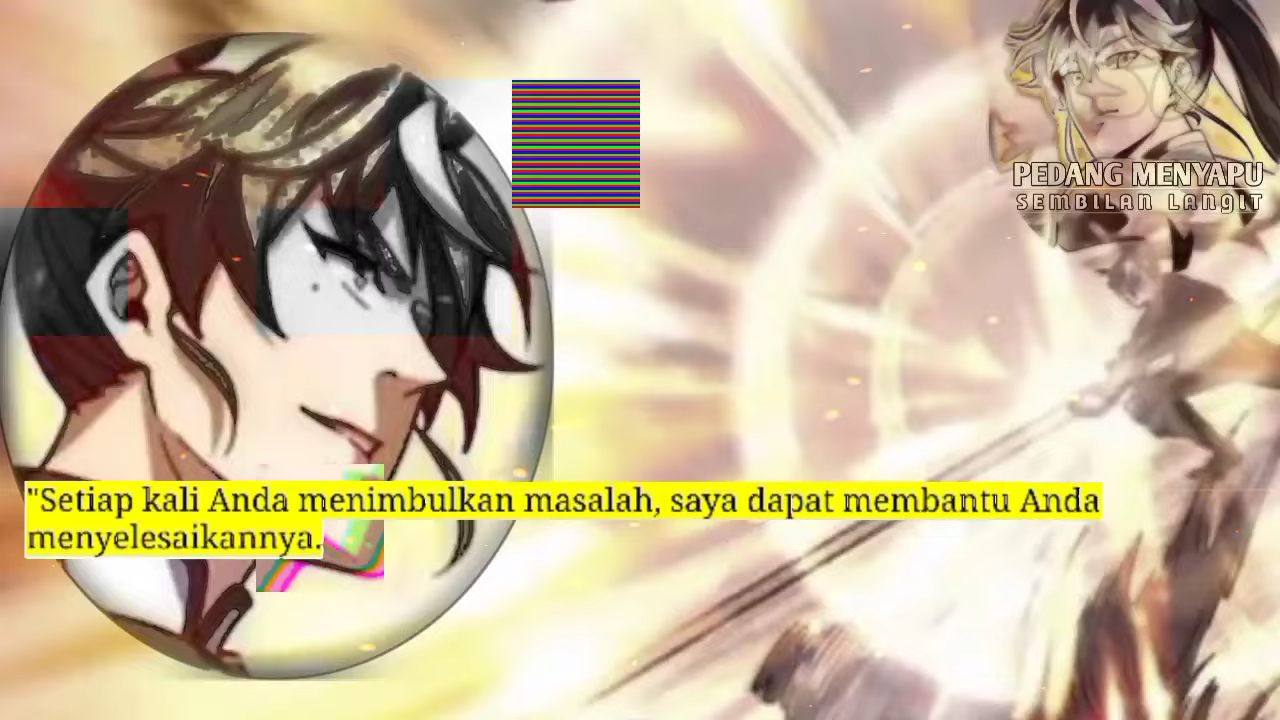 PEDANG MENYAPU
SEMBILAN LANGIT
"Setiap kali Anda menimbulkan masalah, saya dapat membantu Anda
menyelesaikannya.